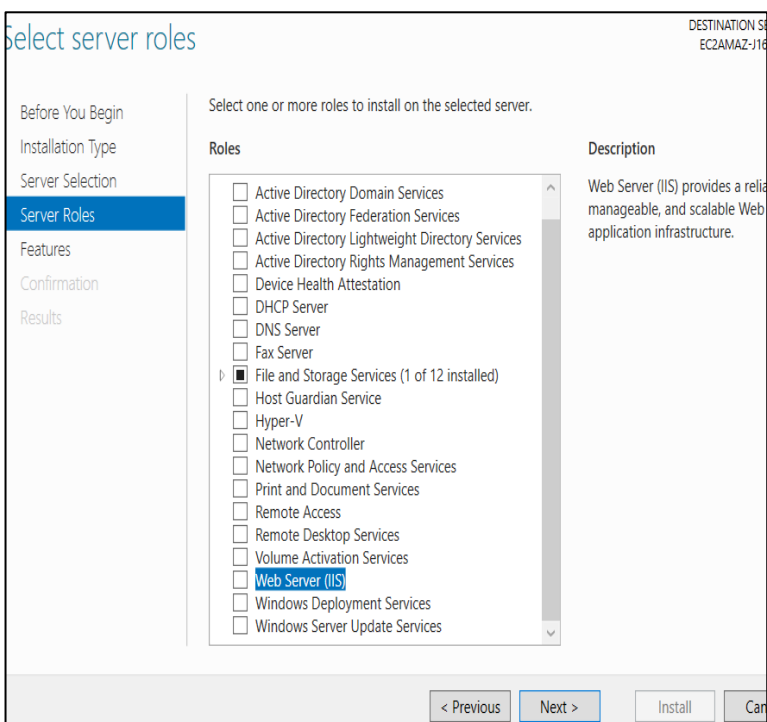 Select server roles
DESTINATION SE
EC2AMAZ-J16
Before You Begin
Installation Type
Server Selection
Server Roles
Features
Confirmation
Results
Select one or more roles to install on the selected server.
Roles
Active Directory Domain Services
Active Directory Federation Services
Active Directory Lightweight Directory Services
Active Directory Rights Management Services
Device Health Attestation
DHCP Server
DNS Server
Fax Server
File and Storage Services (1 of 12 installed)
Host Guardian Service
Hyper-V
Network Controller
Network Policy and Access Services
Print and Document Services
Remote Access
Remote Desktop Services
Volume Activation Services
Web Server (IIS)
Windows Deployment Services
Windows Server Update Services
Description
Web Server (IIS) provides a relia
manageable, and scalable Web
application infrastructure.
< Previous
Next >
Install
Can